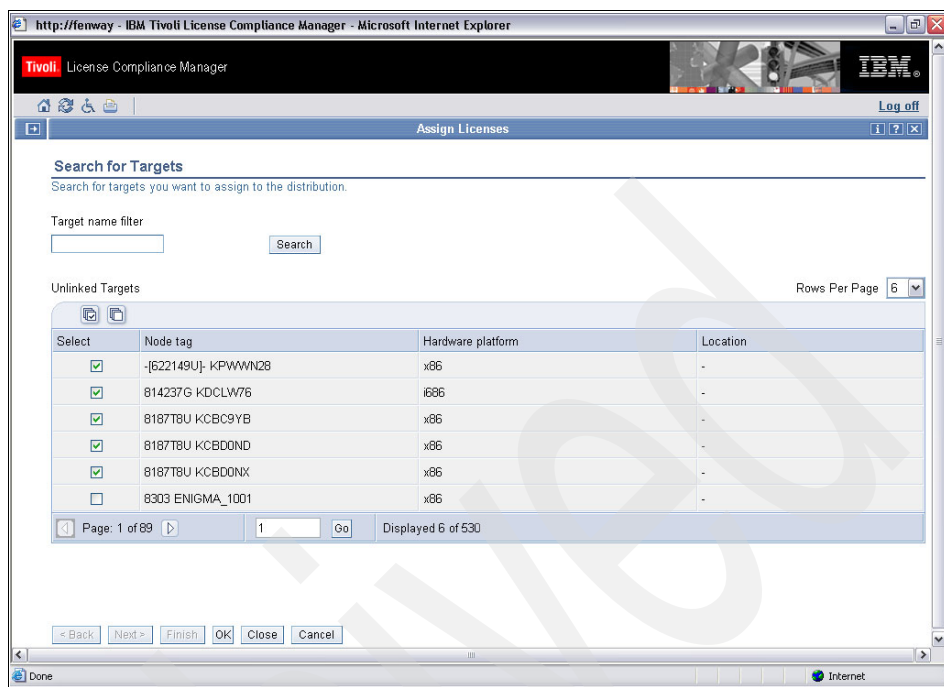 http://fenway - IBM Tivoli License Compliance Manager - Microsoft Internet Explorer
Tivoli. License Compliance Manager
IBM®
Log off
Assign Licenses
Search for Targets
Search for targets you want to assign to the distribution.
Target name filter
Search
Unlinked Targets
Rows Per Page 6
Select Node tag Hardware platform Location
-[622149U]- KPWWN28 x86 -
814237G KDCLW76 i686 -
8187T8U KCBC9YB x86 -
8187T8U KCBD0ND x86 -
8187T8U KCBD0NX x86 -
8303 ENIGMA_1001 x86 -
Page: 1 of 89 1 Go Displayed 6 of 530
< Back Next > Finish OK Close Cancel
Done Internet